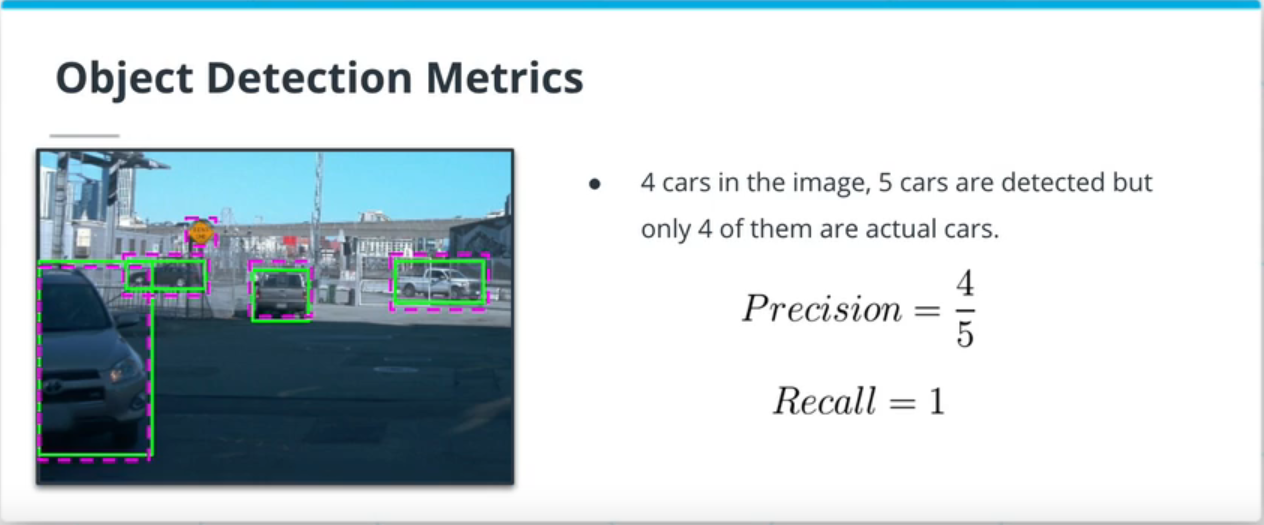 Object Detection Metrics
● 4 cars in the image, 5 cars are detected but
only 4 of them are actual cars.
Precision = 4/5
Recall = 1